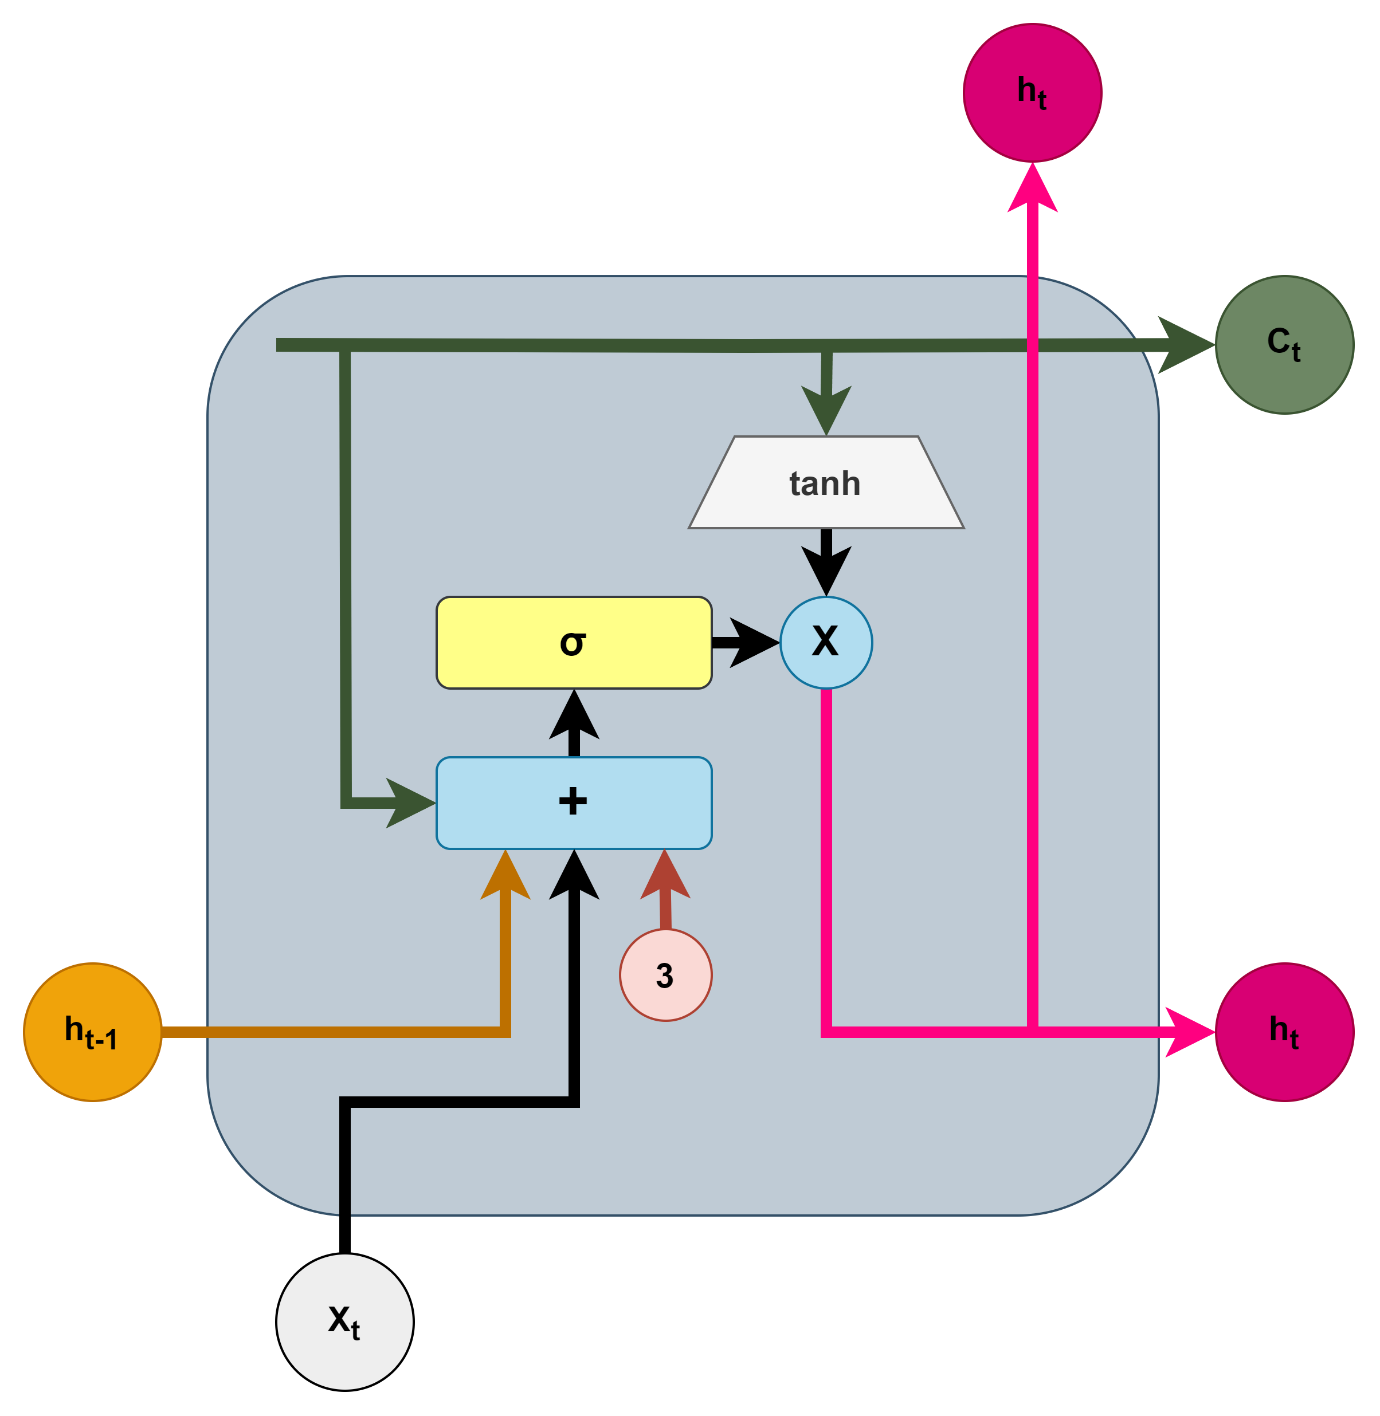 hₜ
Cₜ
tanh
σ
X
+
3
hₜ₋₁
hₜ
Xₜ